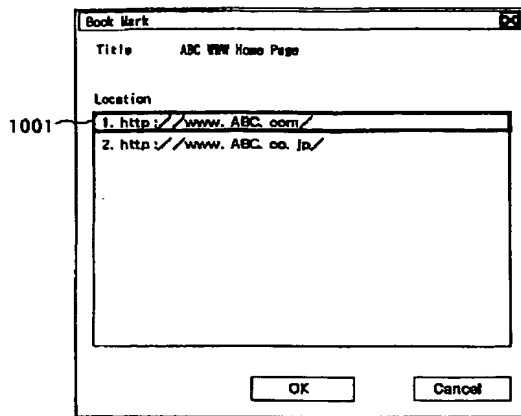 Book Mark
Title ABC WWW Home Page
Location
1001
1. http://www.ABC.com/
2. http://www.ABC.co.jp/
OK Cancel